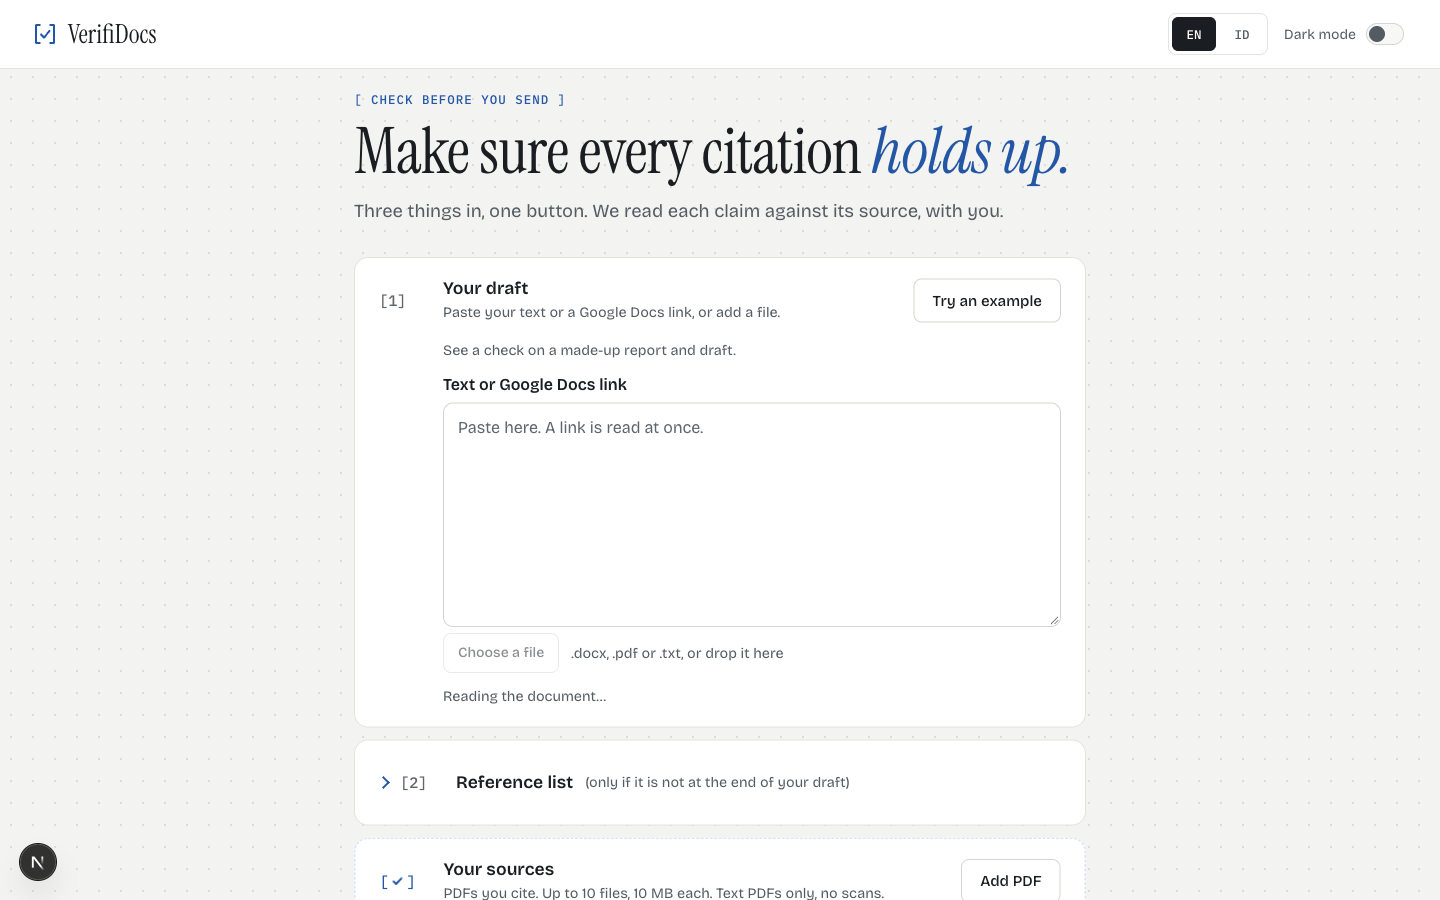 VerifiDocs
EN ID Dark mode
[ CHECK BEFORE YOU SEND ]
Make sure every citation holds up.
Three things in, one button. We read each claim against its source, with you.
[1] Your draft
Paste your text or a Google Docs link, or add a file.
Try an example
See a check on a made-up report and draft.
Text or Google Docs link
Paste here. A link is read at once.
Choose a file .docx, .pdf or .txt, or drop it here
Reading the document...
[2] Reference list (only if it is not at the end of your draft)
Your sources
PDFs you cite. Up to 10 files, 10 MB each. Text PDFs only, no scans.
Add PDF
N